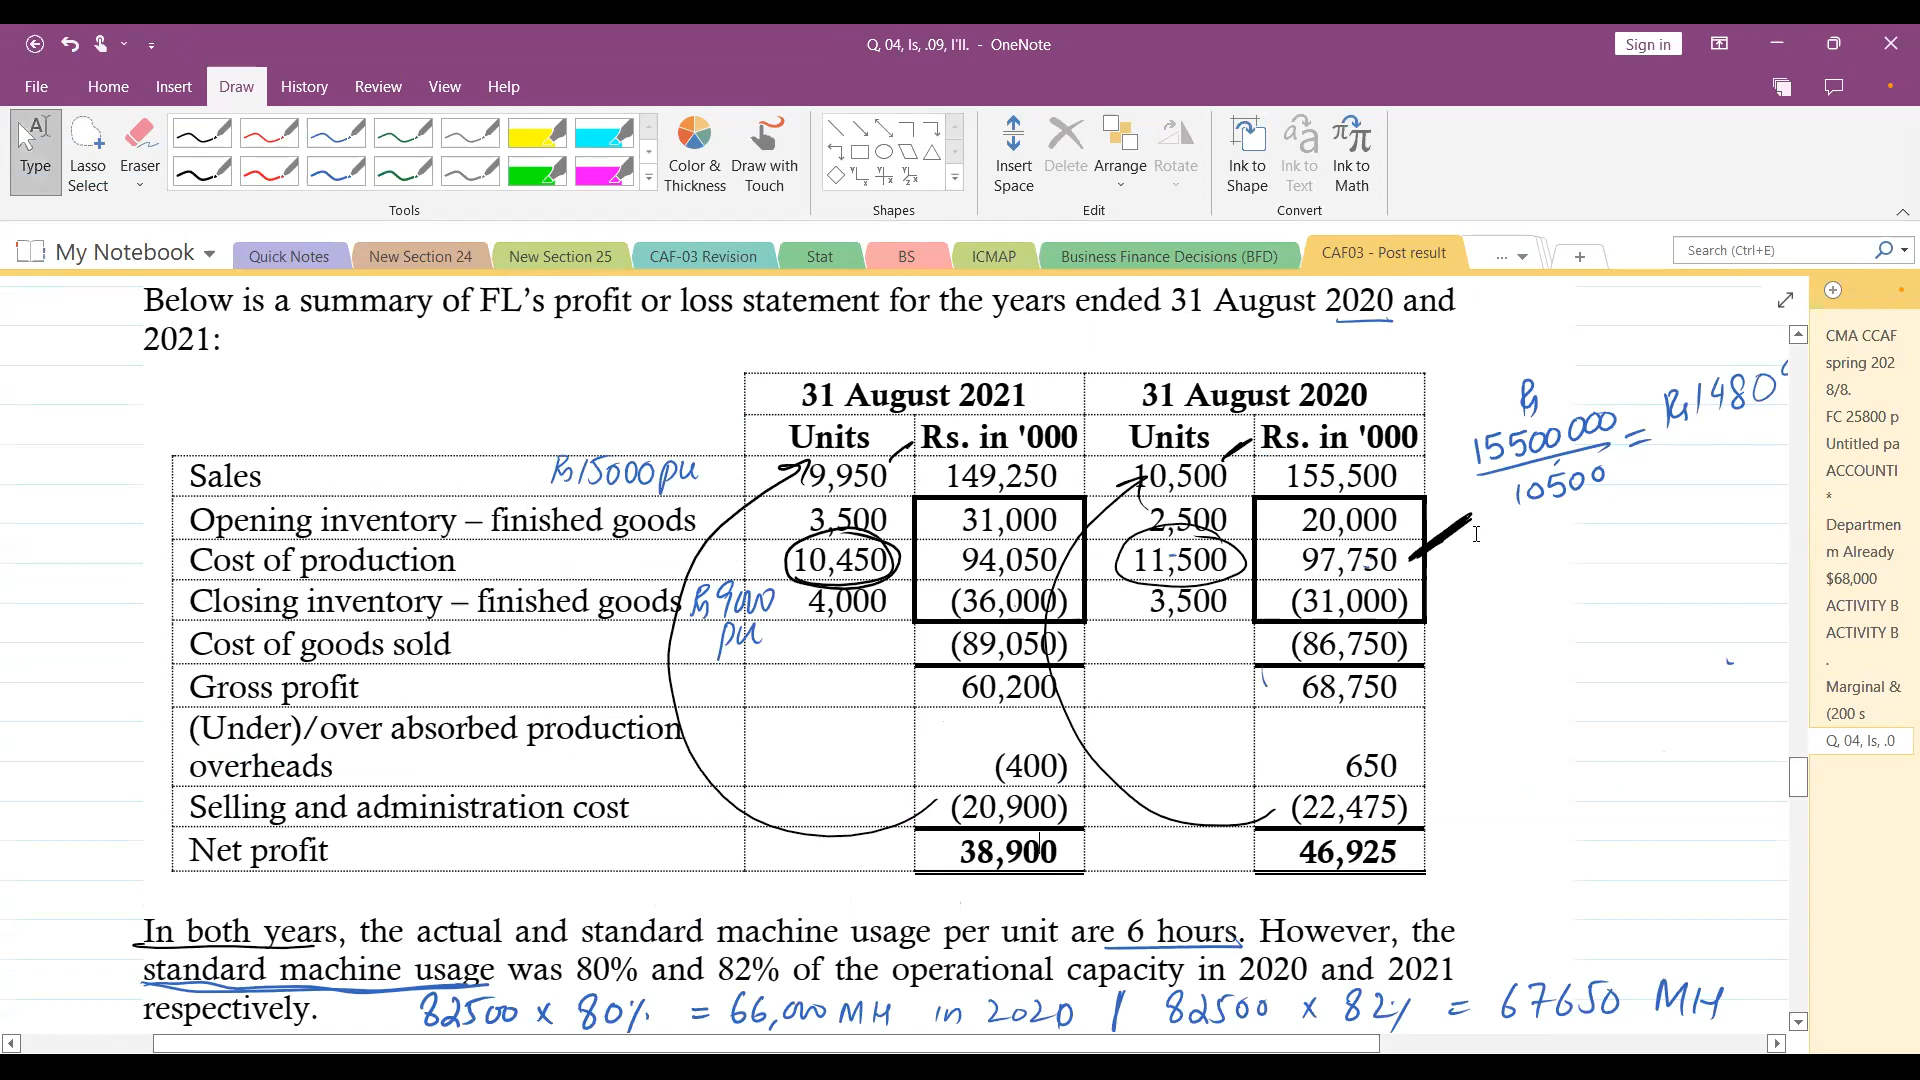 Q, 04, Is, .09, I'll. - OneNote
Sign in
File Home Insert Draw History Review View Help
Type
Lasso Select
Eraser
Color & Thickness
Draw with Touch
Insert Space
Delete
Arrange
Rotate
Ink to Shape
Ink to Text
Ink to Math
Tools
Shapes
Edit
Convert
My Notebook
Quick Notes
New Section 24
New Section 25
CAF-03 Revision
Stat
BS
ICMAP
Business Finance Decisions (BFD)
CAF03 - Post result
...
Search (Ctrl+E)
Below is a summary of FL’s profit or loss statement for the years ended 31 August 2020 and
2021:
31 August 2021 31 August 2020
Units Rs. in '000 Units Rs. in '000
Sales Rs15000pu 9,950 149,250 10,500 155,500
Opening inventory – finished goods 3,500 31,000 2,500 20,000
Cost of production 10,450 94,050 11,500 97,750
Closing inventory – finished goods 4,000 (36,000) 3,500 (31,000)
Rs9000
pu
Cost of goods sold (89,050) (86,750)
Gross profit 60,200 68,750
(Under)/over absorbed production
overheads (400) 650
Selling and administration cost (20,900) (22,475)
Net profit 38,900 46,925
Rs
15500000
10500
= Rs1480
In both years, the actual and standard machine usage per unit are 6 hours. However, the
standard machine usage was 80% and 82% of the operational capacity in 2020 and 2021
respectively.
82500 x 80% = 66,000 MH in 2020 / 82500 x 82% = 67650 MH
CMA CCAF
spring 202
8/8.
FC 25800 p
Untitled pa
ACCOUNTI
*
Departmen
m Already
$68,000
ACTIVITY B
ACTIVITY B
.
Marginal &
(200 s
Q, 04, Is, .0